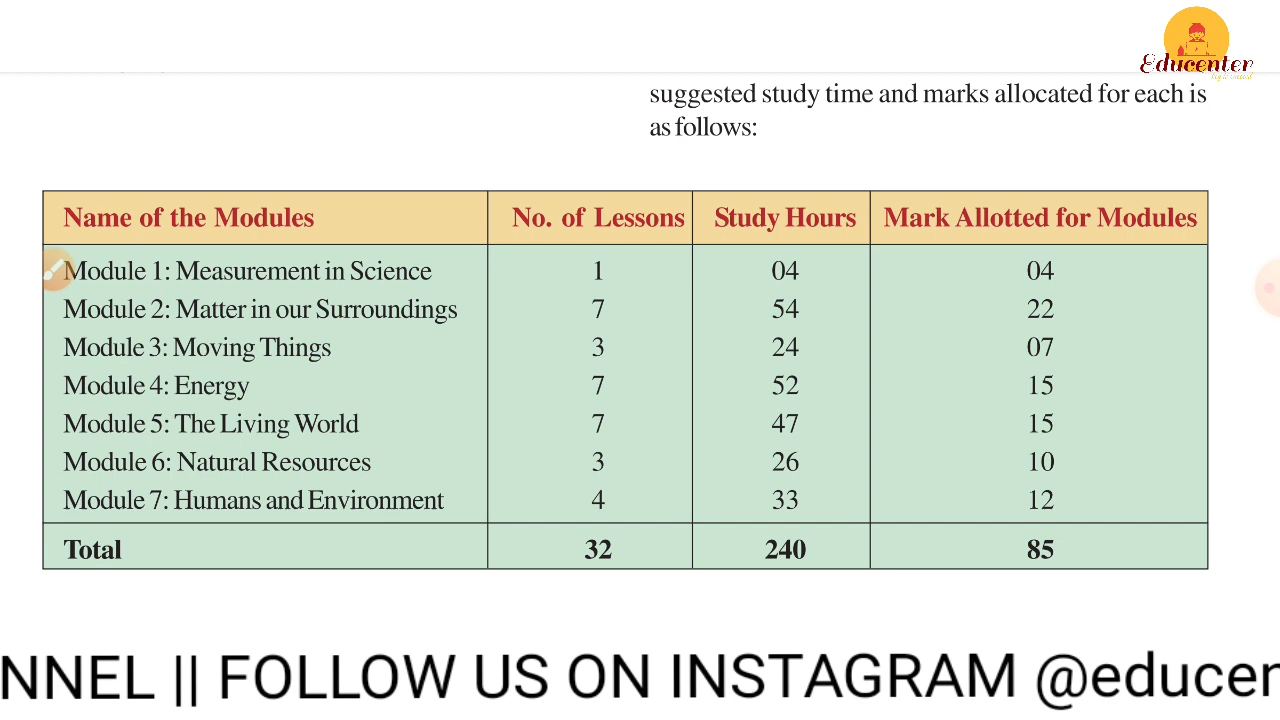 Educenter
suggested study time and marks allocated for each is
as follows:
Name of the Modules No. of Lessons Study Hours Mark Allotted for Modules
Module 1: Measurement in Science 1 04 04
Module 2: Matter in our Surroundings 7 54 22
Module 3: Moving Things 3 24 07
Module 4: Energy 7 52 15
Module 5: The Living World 7 47 15
Module 6: Natural Resources 3 26 10
Module 7: Humans and Environment 4 33 12
Total 32 240 85
NNEL || FOLLOW US ON INSTAGRAM @educen